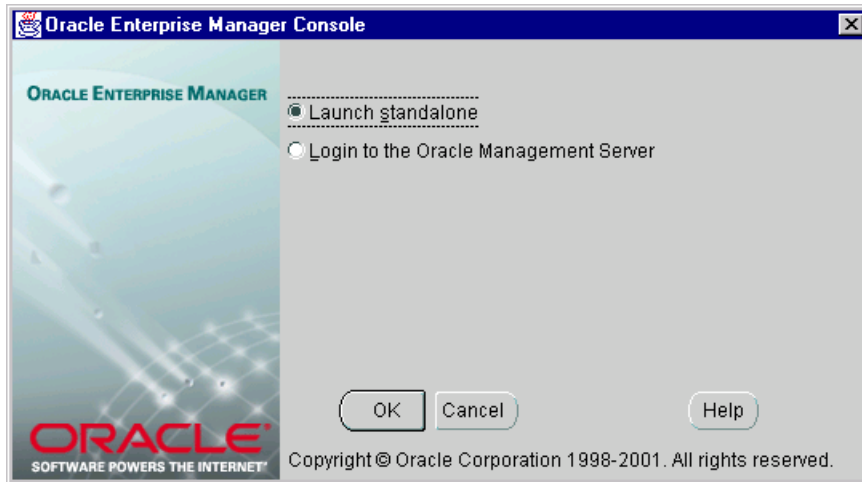 Oracle Enterprise Manager Console
ORACLE ENTERPRISE MANAGER
Launch standalone
Login to the Oracle Management Server
OK Cancel Help
ORACLE®
SOFTWARE POWERS THE INTERNET™
Copyright © Oracle Corporation 1998-2001. All rights reserved.